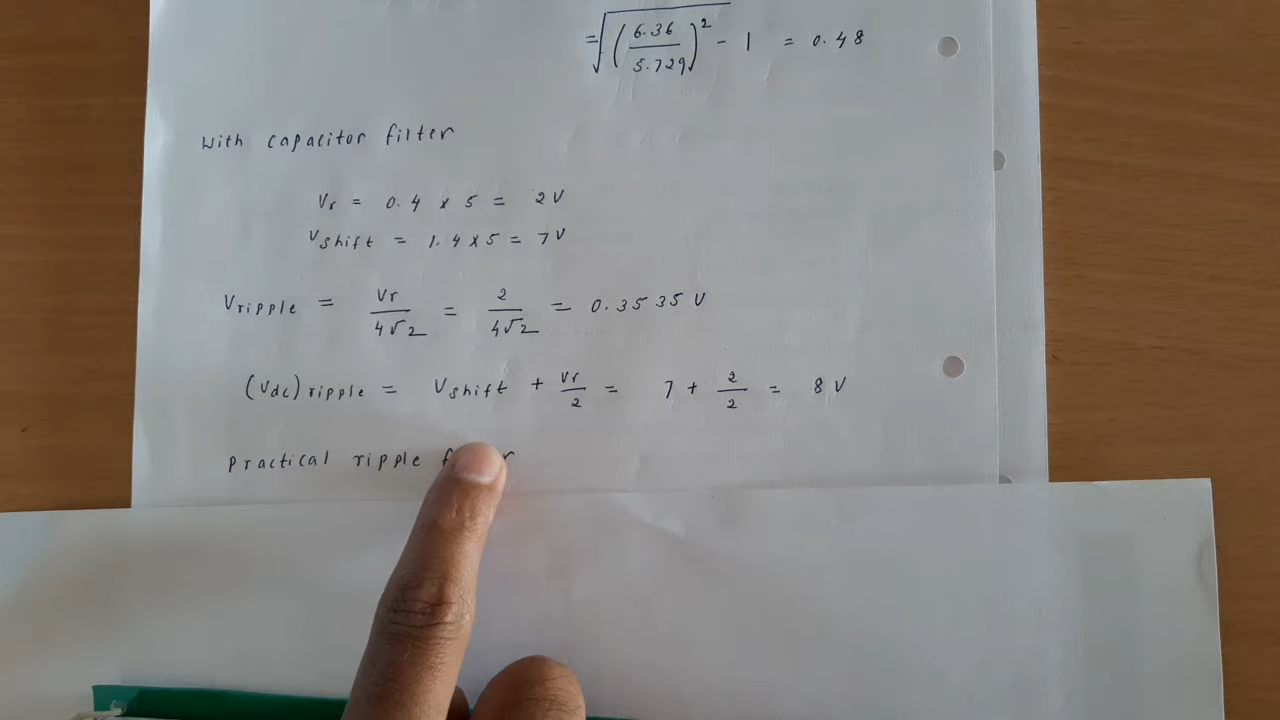 = √(6.36/5.729)² - 1 = 0.48
With capacitor filter
Vr = 0.4 x 5 = 2V
Vshift = 1.4 x 5 = 7V
Vripple = Vr/4√2 = 2/4√2 = 0.3535 V
(Vdc)ripple = Vshift + Vr/2 = 7 + 2/2 = 8V
practical ripple